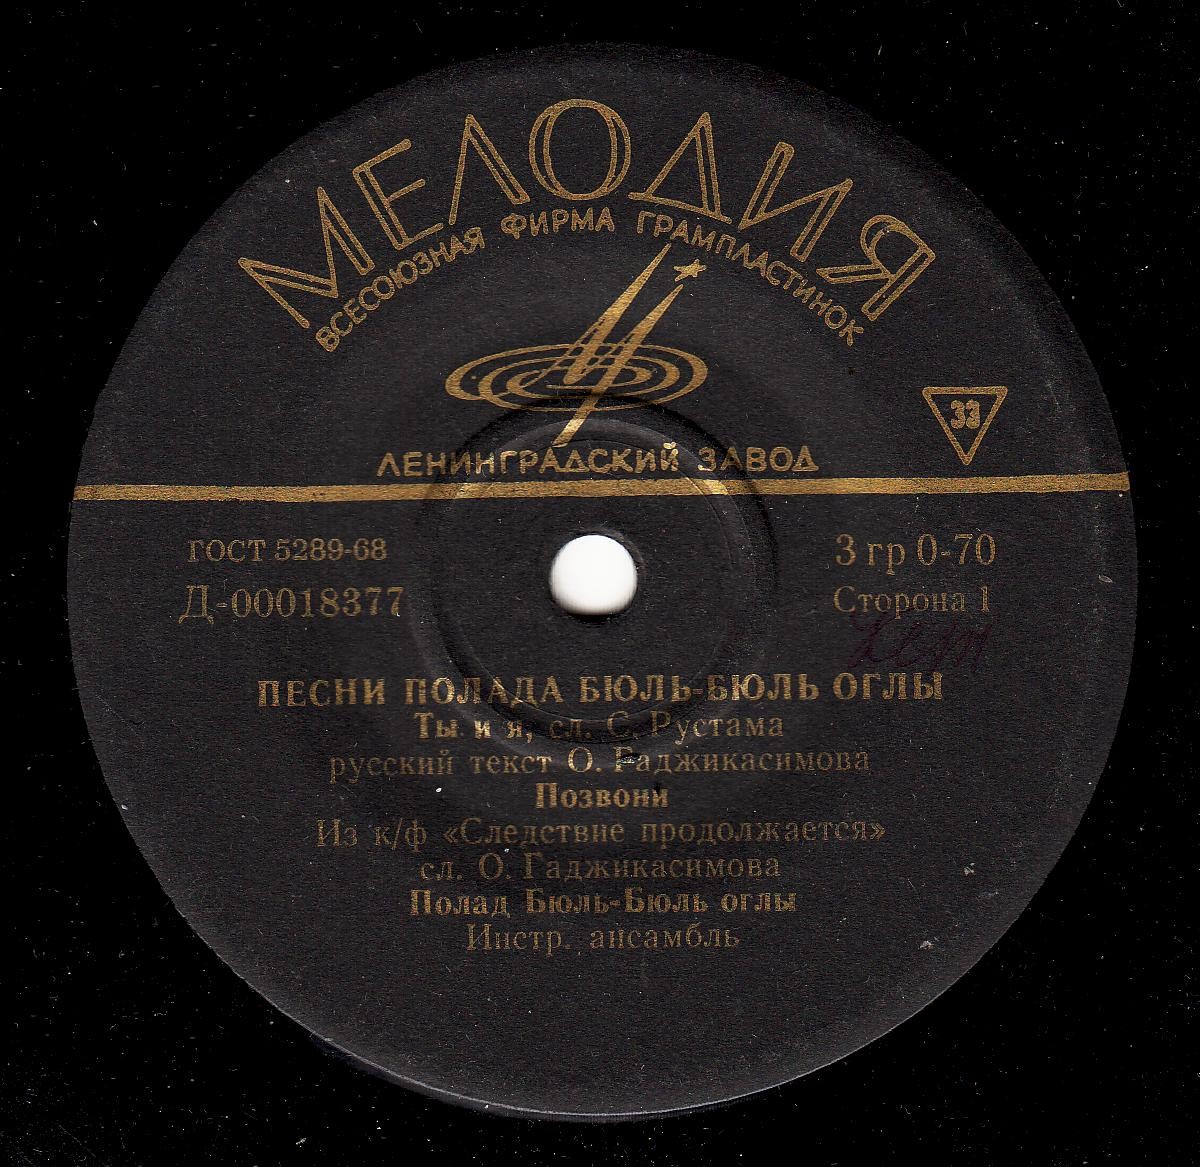 МЕЛОДИЯ
ВСЕСОЮЗНАЯ ФИРМА ГРАМПЛАСТИНОК
33
ЛЕНИНГРАДСКИЙ ЗАВОД
ГОСТ 5289-68
3 гр 0-70
Д-00018377
Сторона 1
ПЕСНИ ПОЛАДА БЮЛЬ-БЮЛЬ ОГЛЫ
Ты и я, сл. С. Рустама
русский текст О. Гаджикасимова
Позвони
Из к/ф «Следствие продолжается»
сл. О. Гаджикасимова
Полад Бюль-Бюль оглы
Инстр. ансамбль